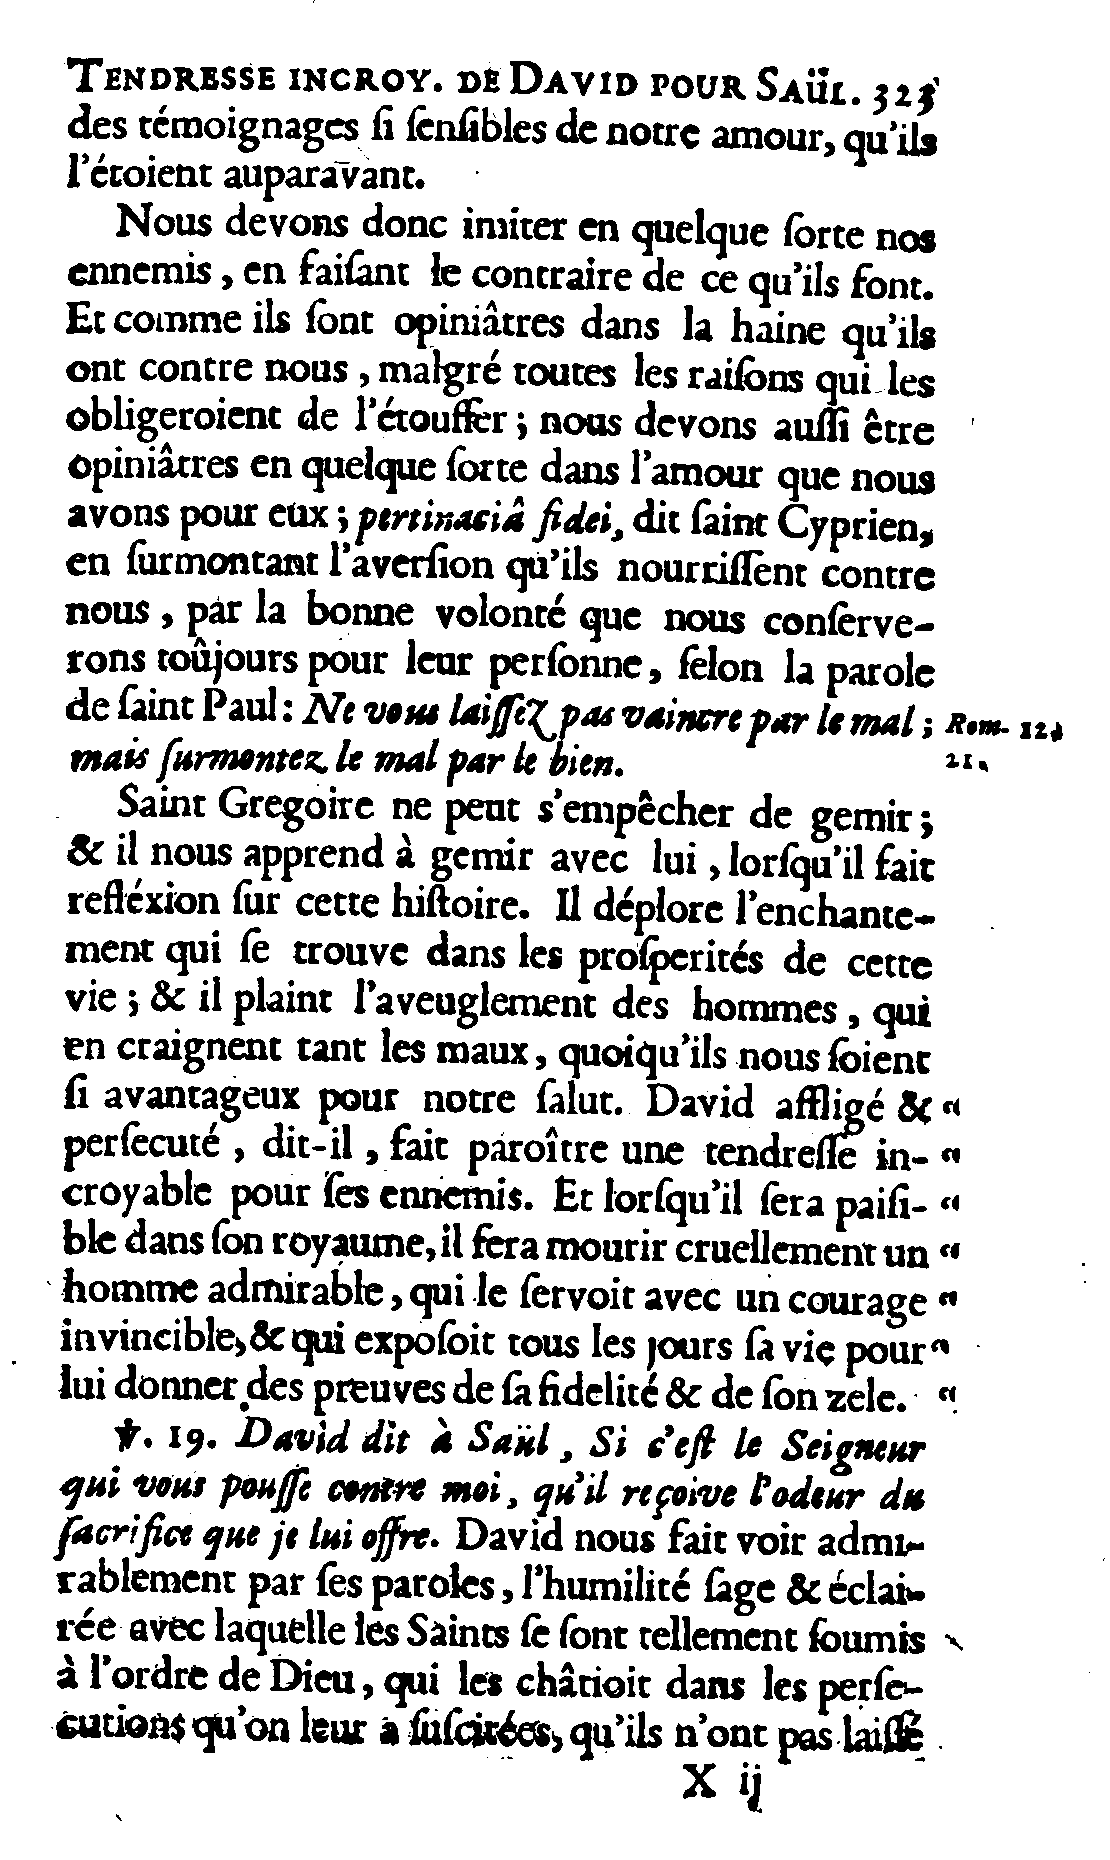 TENDRESSE INCROY. DE DAVID POUR SAÜL. 323
des témoignages ſi ſenſibles de notre amour, qu'ils
l'étoient auparavant.
Nous devons donc imiter en quelque ſorte nos
ennemis, en faiſant le contraire de ce qu'ils font.
Et comme ils ſont opiniâtres dans la haine qu'ils
ont contre nous, malgré toutes les raiſons qui les
obligeroient de l'étouffer; nous devons auſſi être
opiniâtres en quelque ſorte dans l'amour que nous
avons pour eux; pertinaciâ fidei, dit ſaint Cyprien,
en ſurmontant l'averſion qu'ils nourriſſent contre
nous, par la bonne volonté que nous conſerve-
rons toûjours pour leur perſonne, ſelon la parole
de ſaint Paul: Ne vous laiſſez pas vaincre par le mal; Rom. 12.
mais ſurmontez le mal par le bien. 21.
Saint Gregoire ne peut s'empêcher de gemir;
& il nous apprend à gemir avec lui, lorſqu'il fait
refléxion ſur cette hiſtoire. Il déplore l'enchante-
ment qui ſe trouve dans les proſperités de cette
vie; & il plaint l'aveuglement des hommes, qui
en craignent tant les maux, quoiqu'ils nous ſoient
ſi avantageux pour notre ſalut. David affligé & "
perſecuté, dit-il, fait paroître une tendreſſe in- "
croyable pour ſes ennemis. Et lorſqu'il ſera paiſi- "
ble dans ſon royaume, il fera mourir cruellement un "
homme admirable, qui le ſervoit avec un courage "
invincible, & qui expoſoit tous les jours ſa vie pour "
lui donner des preuves de ſa fidelité & de ſon zele. "
℣. 19. David dit à Saül, Si c'eſt le Seigneur
qui vous pouſſe contre moi, qu'il reçoive l'odeur du
ſacrifice que je lui offre. David nous fait voir admi-
rablement par ſes paroles, l'humilité ſage & éclai-
rée avec laquelle les Saints ſe ſont tellement ſoumis
à l'ordre de Dieu, qui les châtioit dans les perſe-
cutions qu'on leur a ſuſcitées, qu'ils n'ont pas laiſſé
X ij